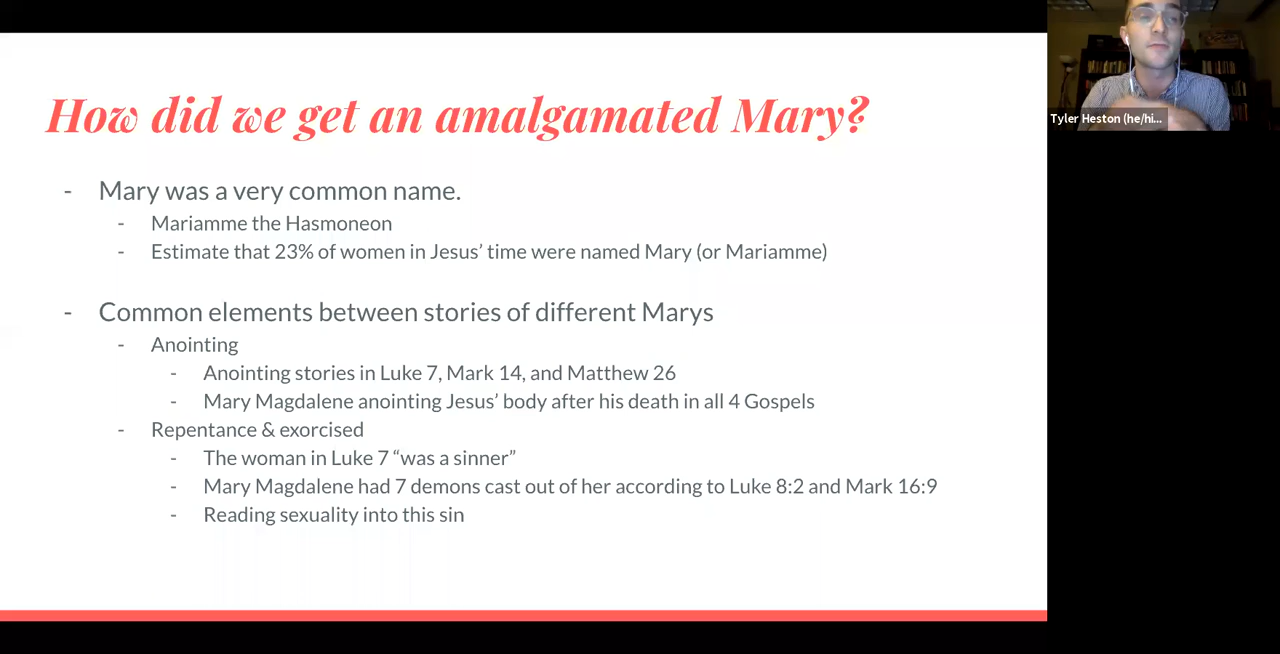 How did we get an amalgamated Mary?
- Mary was a very common name.
- Mariamme the Hasmoneon
- Estimate that 23% of women in Jesus’ time were named Mary (or Mariamme)
- Common elements between stories of different Marys
- Anointing
- Anointing stories in Luke 7, Mark 14, and Matthew 26
- Mary Magdalene anointing Jesus’ body after his death in all 4 Gospels
- Repentance & exorcised
- The woman in Luke 7 “was a sinner”
- Mary Magdalene had 7 demons cast out of her according to Luke 8:2 and Mark 16:9
- Reading sexuality into this sin
Tyler Heston (he/hi...